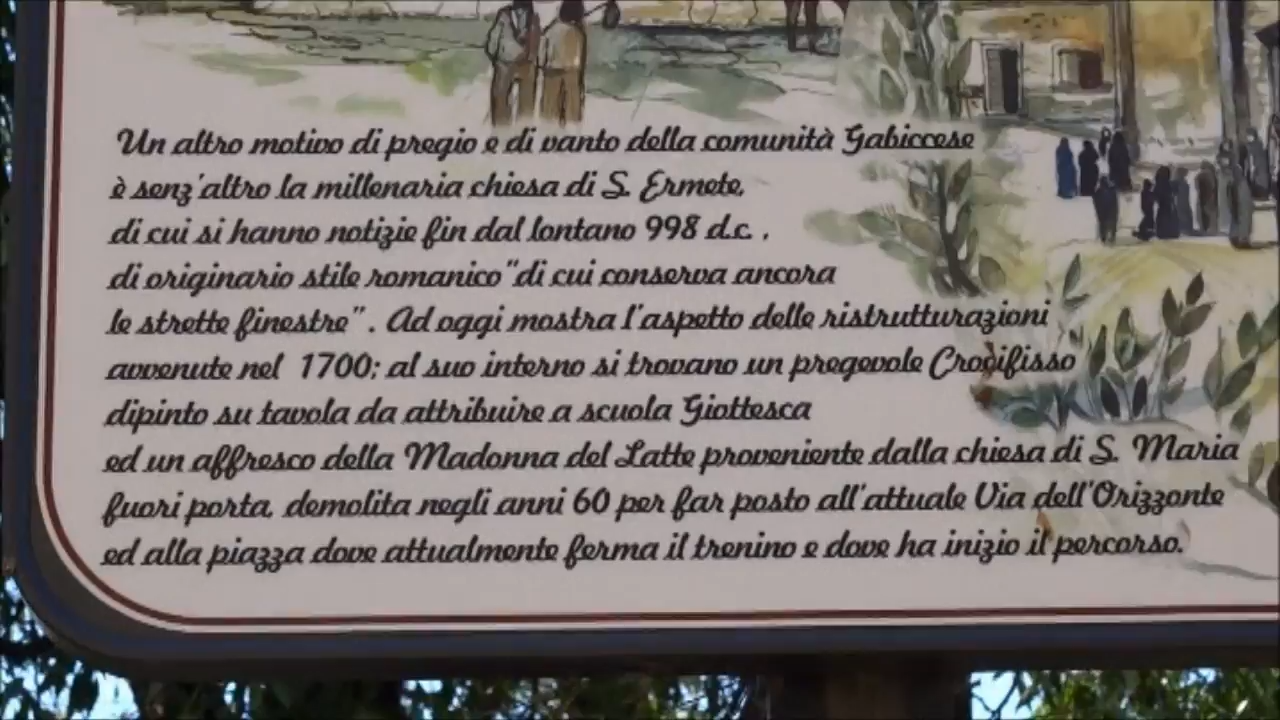 Un altro motivo di pregio e di vanto della comunità Gabiccese
è senz'altro la millenaria chiesa di S. Ermete,
di cui si hanno notizie fin dal lontano 998 d.c. ,
di originario stile romanico "di cui conserva ancora
le strette finestre" . Ad oggi mostra l'aspetto delle ristrutturazioni
avvenute nel 1700; al suo interno si trovano un pregevole Crocifisso
dipinto su tavola da attribuire a scuola Giottesca
ed un affresco della Madonna del Latte proveniente dalla chiesa di S. Maria
fuori porta, demolita negli anni 60 per far posto all'attuale Via dell'Orizzonte
ed alla piazza dove attualmente ferma il trenino e dove ha inizio il percorso.